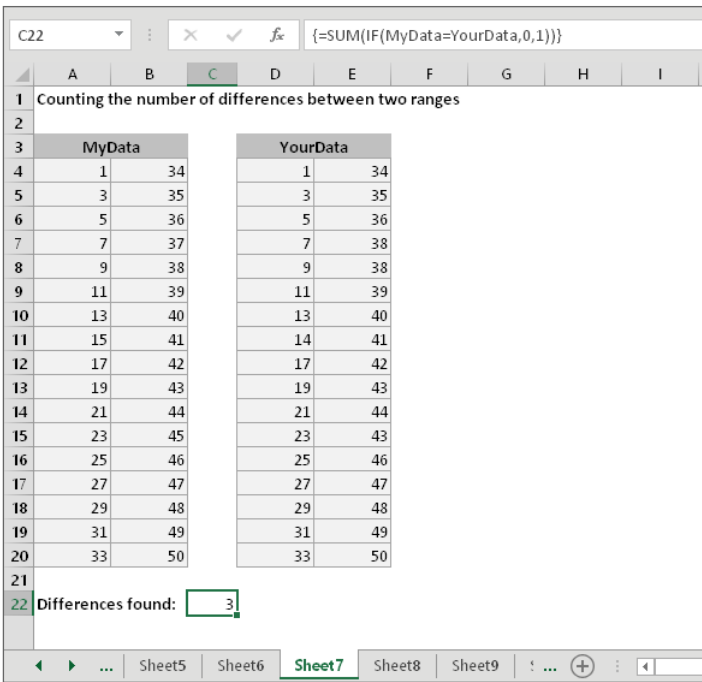 C22 fx {=SUM(IF(MyData=YourData,0,1))}
A B C D E F G H I
1 Counting the number of differences between two ranges
2
3 MyData YourData
4 1 34 1 34
5 3 35 3 35
6 5 36 5 36
7 7 37 7 38
8 9 38 9 38
9 11 39 11 39
10 13 40 13 40
11 15 41 14 41
12 17 42 17 42
13 19 43 19 43
14 21 44 21 44
15 23 45 23 43
16 25 46 25 46
17 27 47 27 47
18 29 48 29 48
19 31 49 31 49
20 33 50 33 50
21
22 Differences found: 3
... Sheet5 Sheet6 Sheet7 Sheet8 Sheet9 ...